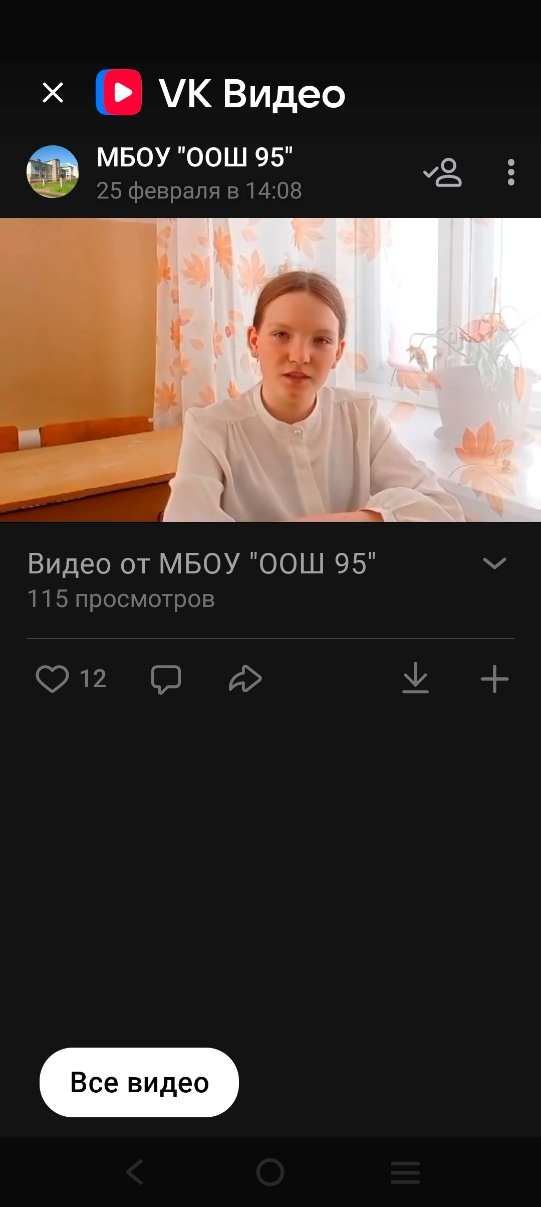 VK Видео
МБОУ "ООШ 95"
25 февраля в 14:08
Видео от МБОУ "ООШ 95"
115 просмотров
12
Все видео